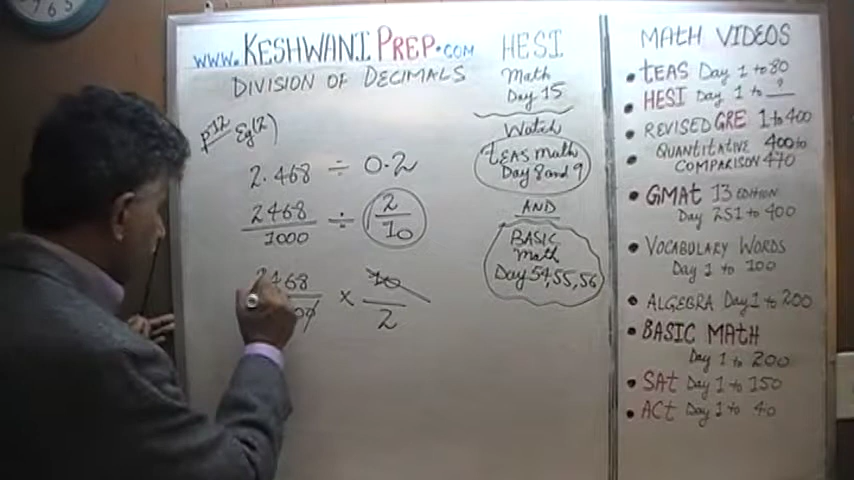 www.KESHWANIPREP.COM
DIVISION OF DECIMALS
P32 Eg(2)
2.468 ÷ 0.2
2468 ÷ 2
1000 10
2468 × 10
2
HESI
Math
Day 15
Watch
tEAS math
Day 8 and 9
AND
BASIC
Math
Day 54,55,56
MATH VIDEOS
• tEAS Day 1 to 80
• HESI Day 1 to ?
• REVISED GRE 1 to 400
• QUANTITATIVE 400 to
COMPARISON 470
• GMAt 13 EDITION
Day 251 to 400
• VOCABULARY WORDS
Day 1 to 100
• ALGEBRA Day 1 to 200
• BASIC MATH
Day 1 to 200
• SAt Day 1 to 150
• ACt Day 1 to 40